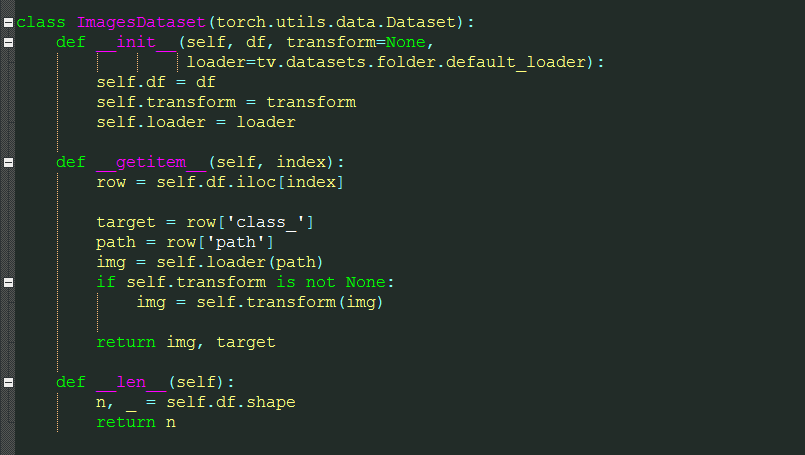 class ImagesDataset(torch.utils.data.Dataset):
    def __init__(self, df, transform=None,
                 loader=tv.datasets.folder.default_loader):
        self.df = df
        self.transform = transform
        self.loader = loader

    def __getitem__(self, index):
        row = self.df.iloc[index]

        target = row['class_']
        path = row['path']
        img = self.loader(path)
        if self.transform is not None:
            img = self.transform(img)

        return img, target

    def __len__(self):
        n, _ = self.df.shape
        return n